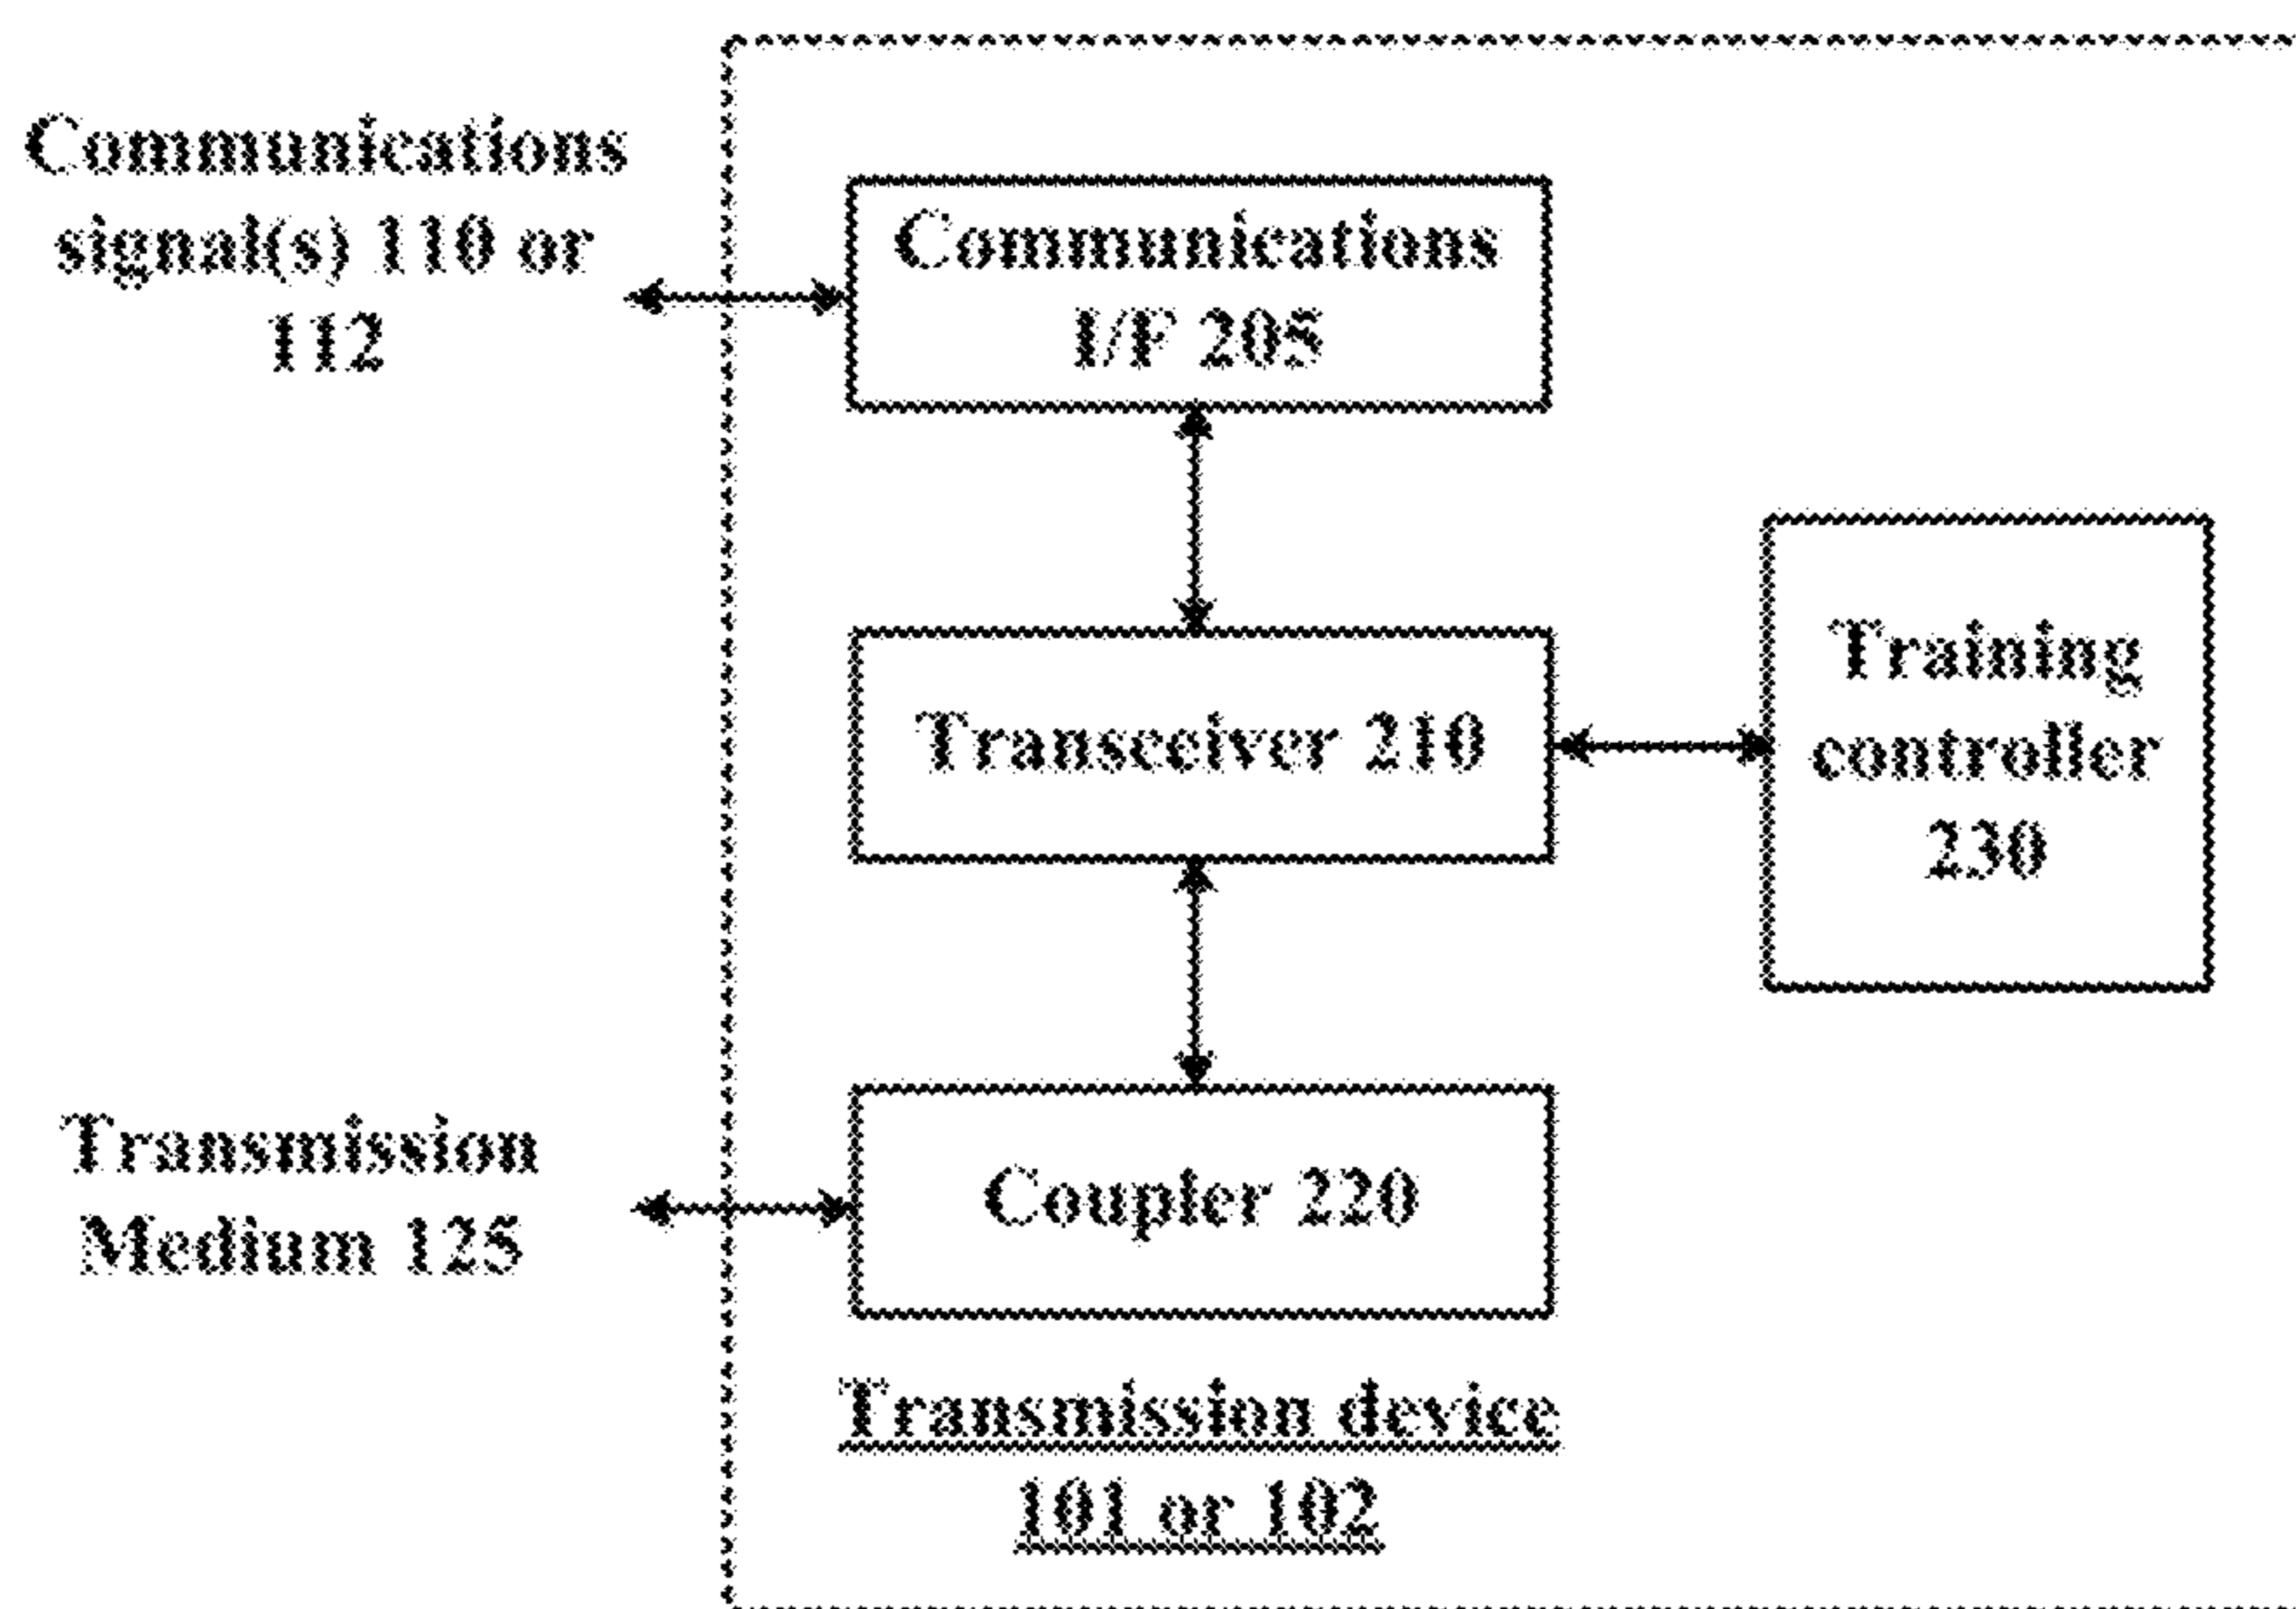 Communications
signal(s) 110 or
112
Communications
I/F 205
Transceiver 210
Training
controller
230
Transmission
Medium 125
Coupler 220
Transmission device
101 or 102